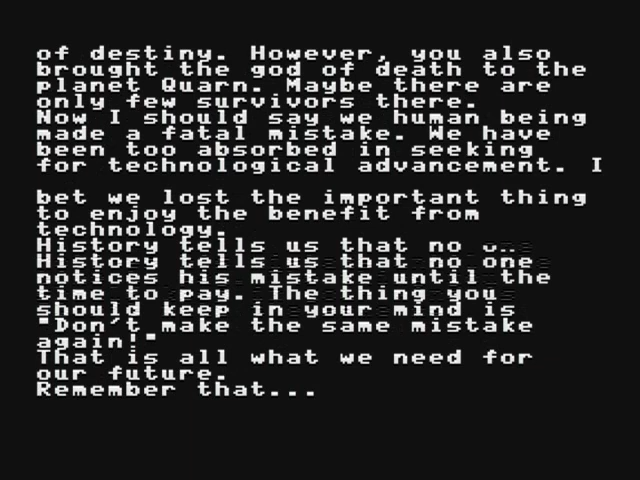 of destiny. However, you also
brought the god of death to the
planet Quarn. Maybe there are
only few survivors there.
Now I should say we human being
made a fatal mistake. We have
been too absorbed in seeking
for technological advancement. I
bet we lost the important thing
to enjoy the benefit from
technology.
History tells us that no
History tells us that no one
notices his mistake until the
time to pay. The thing you
should keep in your mind is
"Don't make the same mistake
again!"
That is all what we need for
our future.
Remember that...